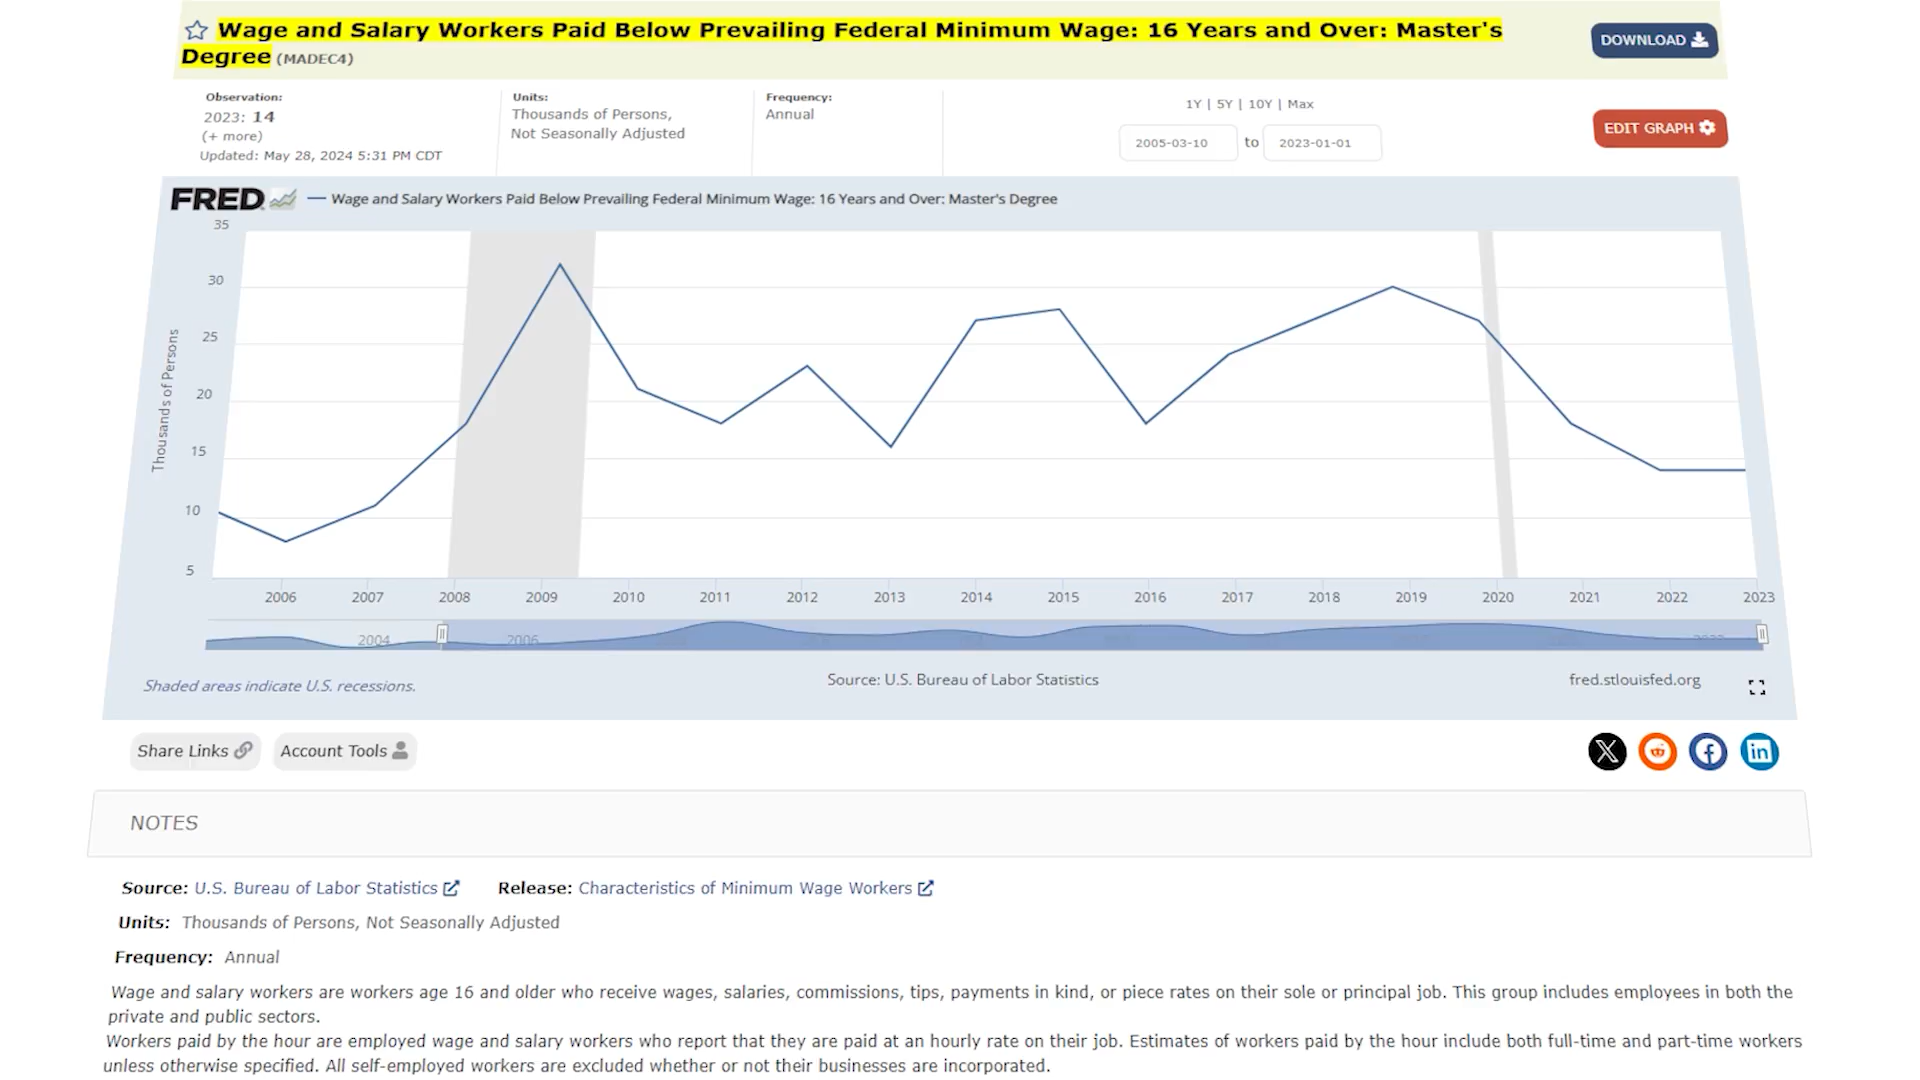 Wage and Salary Workers Paid Below Prevailing Federal Minimum Wage: 16 Years and Over: Master's
Degree (MADEC4)
DOWNLOAD
Observation:
2023: 14
(+ more)
Updated: May 28, 2024 5:31 PM CDT
Units:
Thousands of Persons,
Not Seasonally Adjusted
Frequency:
Annual
1Y | 5Y | 10Y | Max
2005-03-10 to 2023-01-01
EDIT GRAPH
FRED
Wage and Salary Workers Paid Below Prevailing Federal Minimum Wage: 16 Years and Over: Master's Degree
Thousands of Persons
35
30
25
20
15
10
5
2006 2007 2008 2009 2010 2011 2012 2013 2014 2015 2016 2017 2018 2019 2020 2021 2022 2023
2004 2006
Shaded areas indicate U.S. recessions.
Source: U.S. Bureau of Labor Statistics
fred.stlouisfed.org
Share Links
Account Tools
NOTES
Source: U.S. Bureau of Labor Statistics Release: Characteristics of Minimum Wage Workers
Units: Thousands of Persons, Not Seasonally Adjusted
Frequency: Annual
Wage and salary workers are workers age 16 and older who receive wages, salaries, commissions, tips, payments in kind, or piece rates on their sole or principal job. This group includes employees in both the
private and public sectors.
Workers paid by the hour are employed wage and salary workers who report that they are paid at an hourly rate on their job. Estimates of workers paid by the hour include both full-time and part-time workers
unless otherwise specified. All self-employed workers are excluded whether or not their businesses are incorporated.